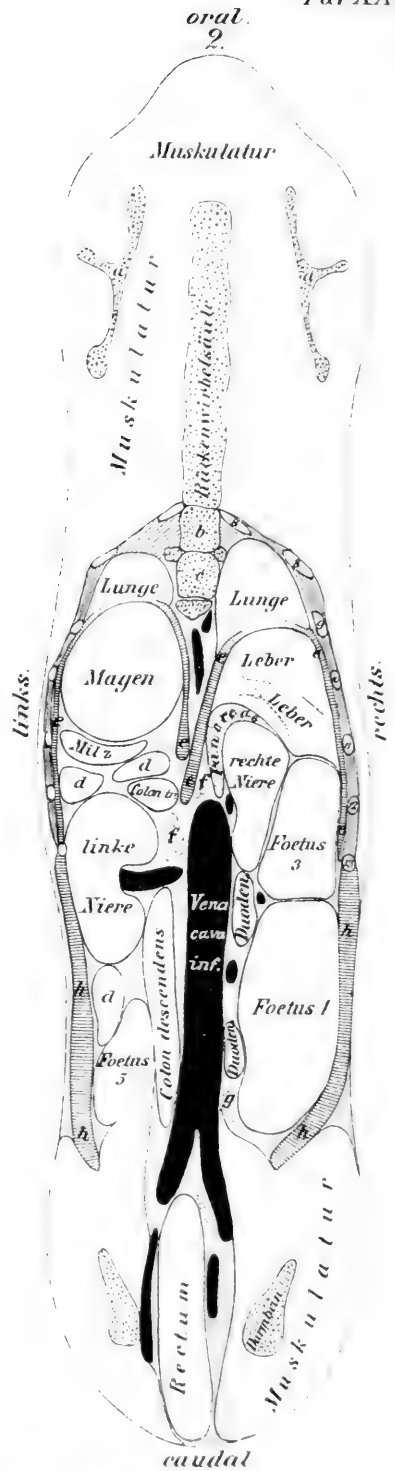 oral.
2.
Muskulatur
a
a
Muskulatur
Rückenwirbelsäule
b
s
s
c
Lunge
Lunge
s
Magen
e
Leber
e
links.
rechts.
Leber
Milz
d
e
Pancreas
s
d
Colon tr.
e
f
rechte
Niere
s
f
linke
Niere
Foetus
3
s
Vena
cava
inf.
Duoden
h
h
d
Colon descendens
Foetus 1
Foetus
5
Duoden
g
h
h
Muskulatur
Rectum
Darmbein
caudal